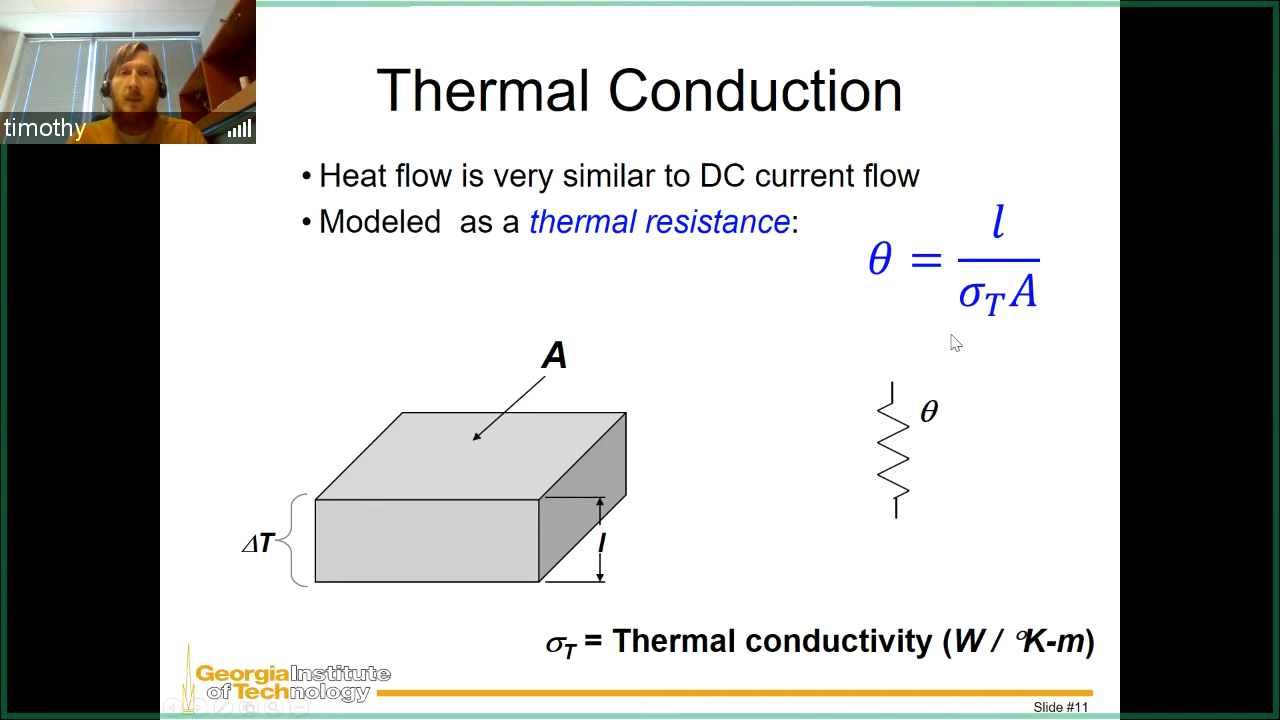 timothy
Thermal Conduction
• Heat flow is very similar to DC current flow
• Modeled as a thermal resistance:
θ = l / σ_T A
A
θ
ΔT
l
σ_T = Thermal conductivity (W / °K-m)
Georgia Institute
of Technology
Slide #11